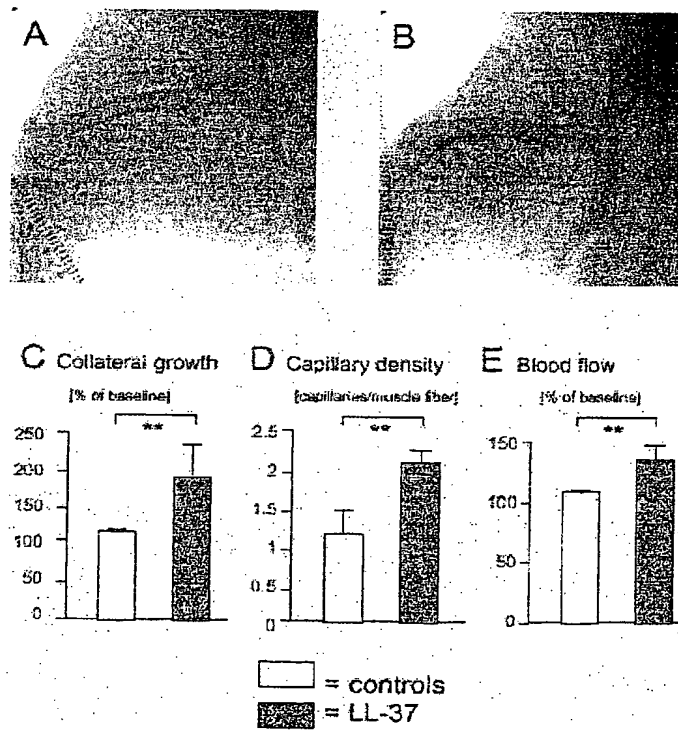 A
B
C Collateral growth
[% of baseline]
**
250
200
150
100
50
0
D Capillary density
[capillaries/muscle fiber]
**
2.5
2
1.5
1
0.5
0
E Blood flow
[% of baseline]
**
150
100
50
0
= controls
= LL-37